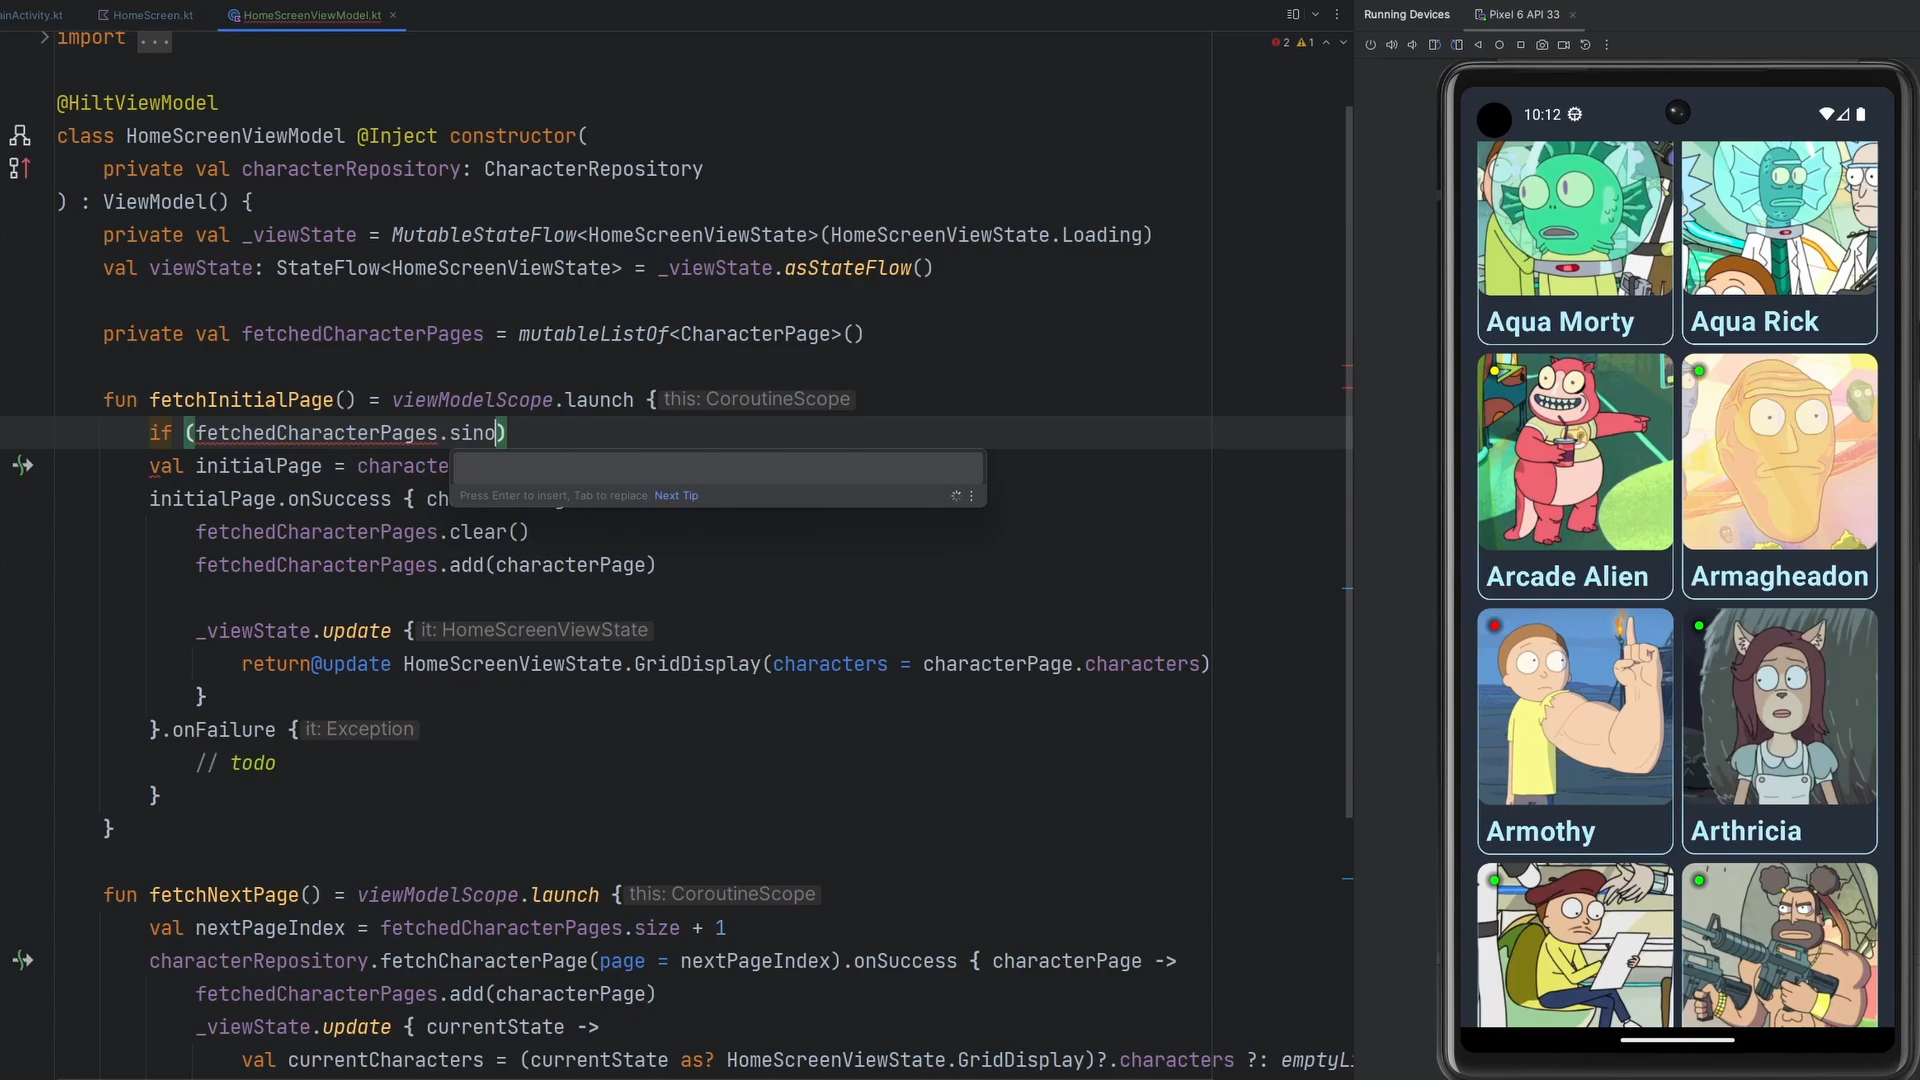 ainActivity.kt
HomeScreen.kt
HomeScreenViewModel.kt
Running Devices
Pixel 6 API 33
import ...
2
1
@HiltViewModel
class HomeScreenViewModel @Inject constructor(
private val characterRepository: CharacterRepository
) : ViewModel() {
private val _viewState = MutableStateFlow<HomeScreenViewState>(HomeScreenViewState.Loading)
val viewState: StateFlow<HomeScreenViewState> = _viewState.asStateFlow()
private val fetchedCharacterPages = mutableListOf<CharacterPage>()
fun fetchInitialPage() = viewModelScope.launch { this: CoroutineScope
if (fetchedCharacterPages.sino)
val initialPage = characte
Press Enter to insert, Tab to replace Next Tip
initialPage.onSuccess { ch
fetchedCharacterPages.clear()
fetchedCharacterPages.add(characterPage)
_viewState.update { it: HomeScreenViewState
return@update HomeScreenViewState.GridDisplay(characters = characterPage.characters)
}
}.onFailure { it: Exception
// todo
}
}
fun fetchNextPage() = viewModelScope.launch { this: CoroutineScope
val nextPageIndex = fetchedCharacterPages.size + 1
characterRepository.fetchCharacterPage(page = nextPageIndex).onSuccess { characterPage ->
fetchedCharacterPages.add(characterPage)
_viewState.update { currentState ->
val currentCharacters = (currentState as? HomeScreenViewState.GridDisplay)?.characters ?: emptyLi
10:12
Aqua Morty
Aqua Rick
Arcade Alien
Armagheadon
Armothy
Arthricia